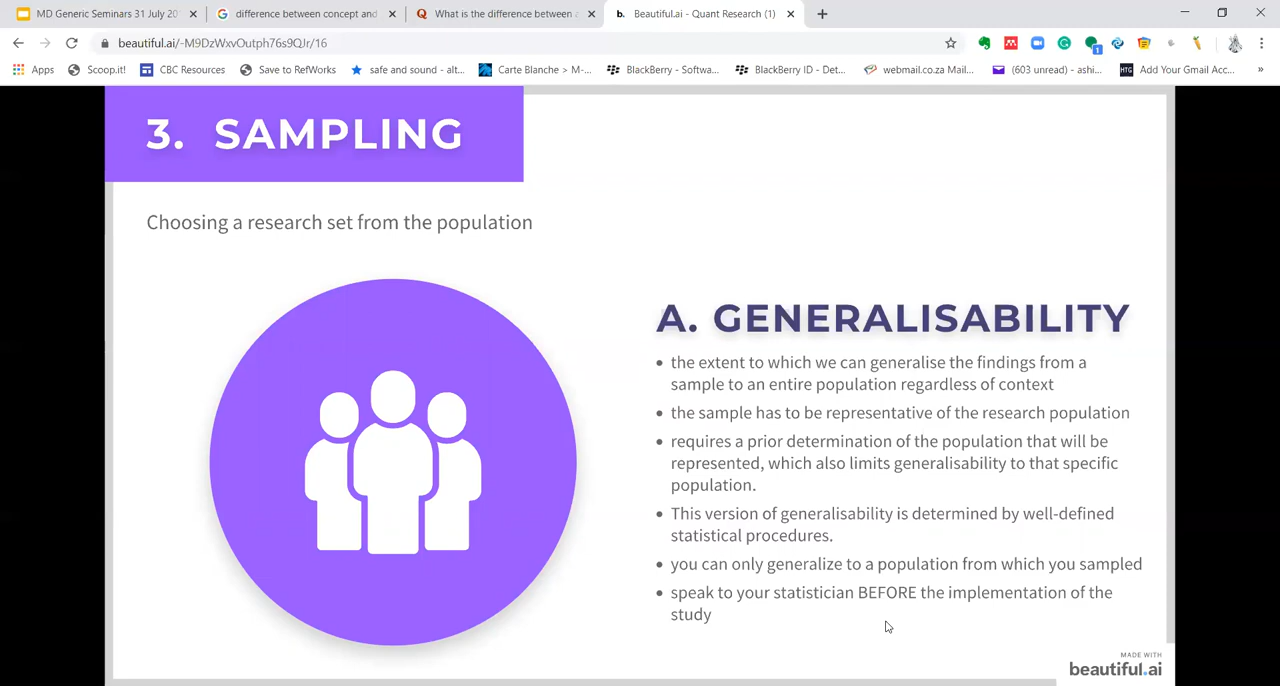 MD Generic Seminars 31 July 201
difference between concept and
What is the difference between a
b. Beautiful.ai - Quant Research (1)
beautiful.ai/-M9DzWxvOutph76s9QJr/16
Apps
Scoop.it!
CBC Resources
Save to RefWorks
safe and sound - alt...
Carte Blanche > M-...
BlackBerry - Softwa...
BlackBerry ID - Det...
webmail.co.za Mail...
(603 unread) - ashi...
HTG Add Your Gmail Acc...
»
3. SAMPLING
Choosing a research set from the population
A. GENERALISABILITY
• the extent to which we can generalise the findings from a
sample to an entire population regardless of context
• the sample has to be representative of the research population
• requires a prior determination of the population that will be
represented, which also limits generalisability to that specific
population.
• This version of generalisability is determined by well-defined
statistical procedures.
• you can only generalize to a population from which you sampled
• speak to your statistician BEFORE the implementation of the
study
MADE WITH
beautiful.ai